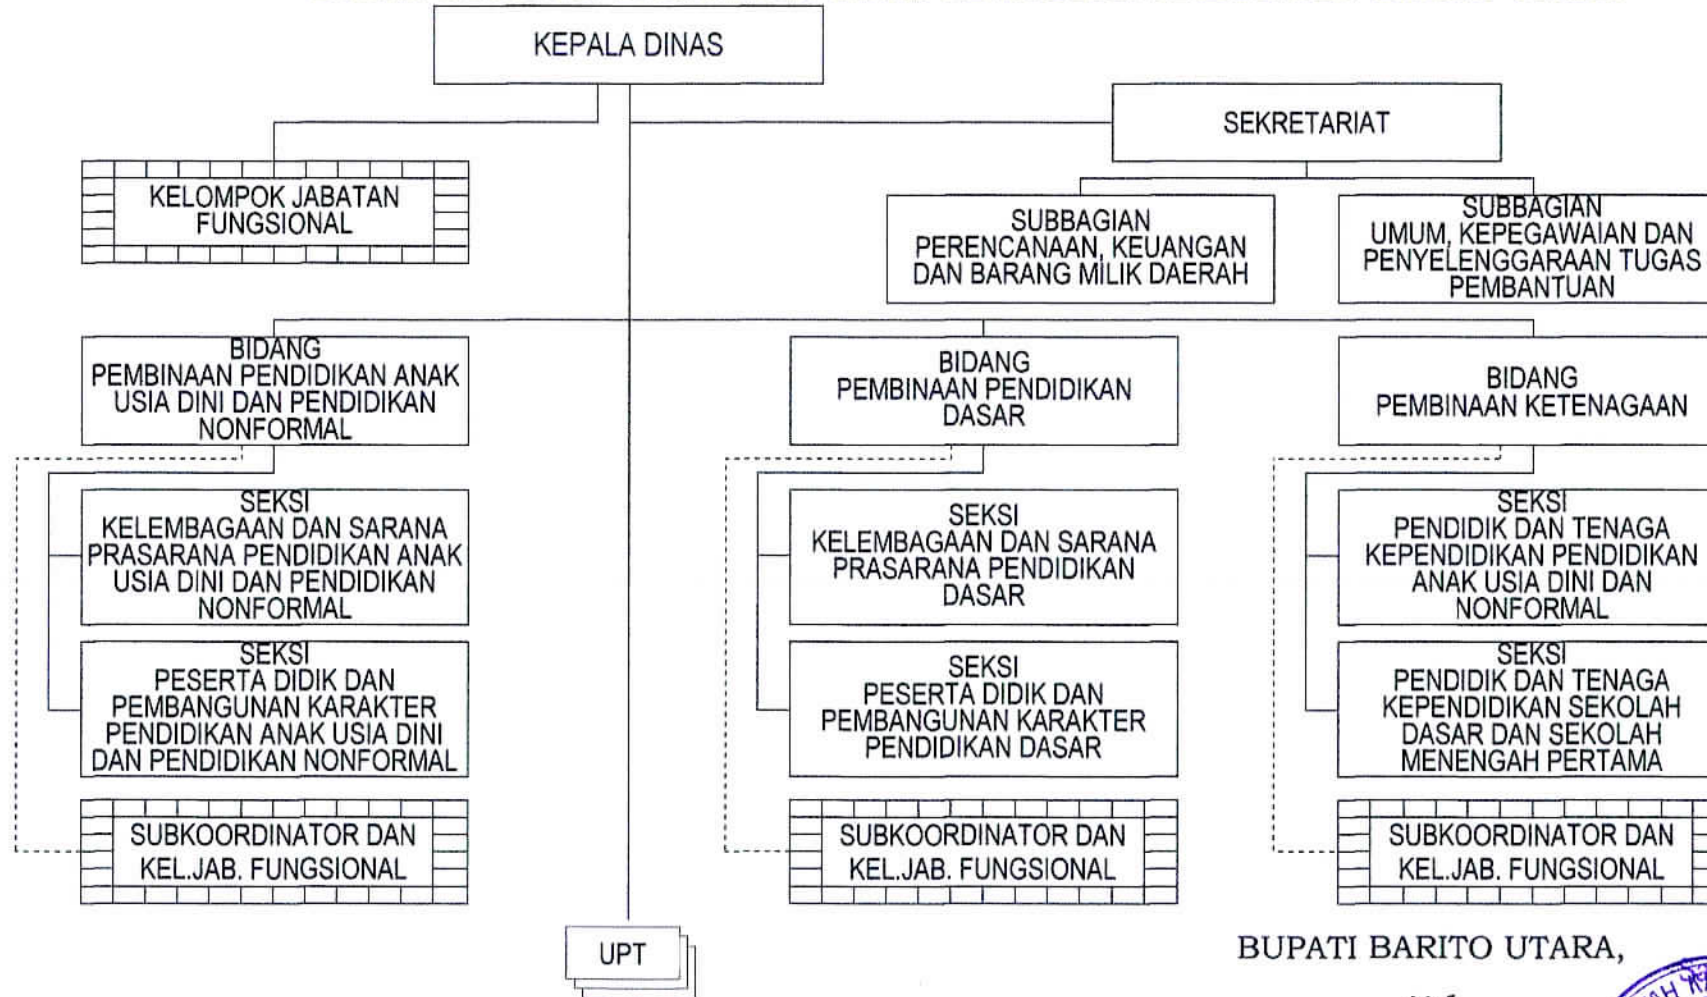 KEPALA DINAS
SEKRETARIAT
KELOMPOK JABATAN
FUNGSIONAL
SUBBAGIAN
PERENCANAAN, KEUANGAN
DAN BARANG MILIK DAERAH
SUBBAGIAN
UMUM, KEPEGAWAIAN DAN
PENYELENGGARAAN TUGAS
PEMBANTUAN
BIDANG
PEMBINAAN PENDIDIKAN ANAK
USIA DINI DAN PENDIDIKAN
NONFORMAL
BIDANG
PEMBINAAN PENDIDIKAN
DASAR
BIDANG
PEMBINAAN KETENAGAAN
SEKSI
KELEMBAGAAN DAN SARANA
PRASARANA PENDIDIKAN ANAK
USIA DINI DAN PENDIDIKAN
NONFORMAL
SEKSI
KELEMBAGAAN DAN SARANA
PRASARANA PENDIDIKAN
DASAR
SEKSI
PENDIDIK DAN TENAGA
KEPENDIDIKAN PENDIDIKAN
ANAK USIA DINI DAN
NONFORMAL
SEKSI
PESERTA DIDIK DAN
PEMBANGUNAN KARAKTER
PENDIDIKAN ANAK USIA DINI
DAN PENDIDIKAN NONFORMAL
SEKSI
PESERTA DIDIK DAN
PEMBANGUNAN KARAKTER
PENDIDIKAN DASAR
SEKSI
PENDIDIK DAN TENAGA
KEPENDIDIKAN SEKOLAH
DASAR DAN SEKOLAH
MENENGAH PERTAMA
SUBKOORDINATOR DAN
KEL.JAB. FUNGSIONAL
SUBKOORDINATOR DAN
KEL.JAB. FUNGSIONAL
SUBKOORDINATOR DAN
KEL.JAB. FUNGSIONAL
UPT
BUPATI BARITO UTARA,